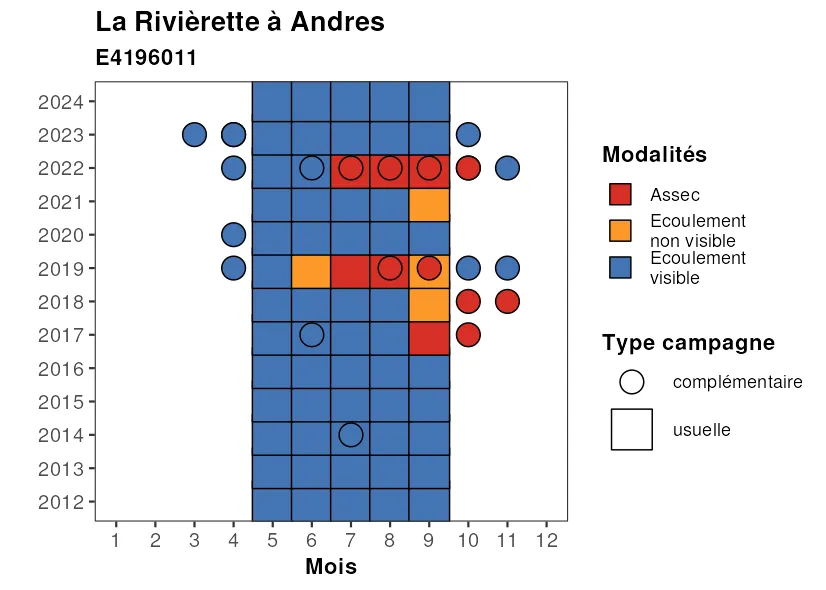 La Rivièrette à Andres
E4196011
2024
2023
2022
2021
2020
2019
2018
2017
2016
2015
2014
2013
2012
1 2 3 4 5 6 7 8 9 10 11 12
Mois
Modalités
Assec
Ecoulement
non visible
Ecoulement
visible
Type campagne
complémentaire
usuelle